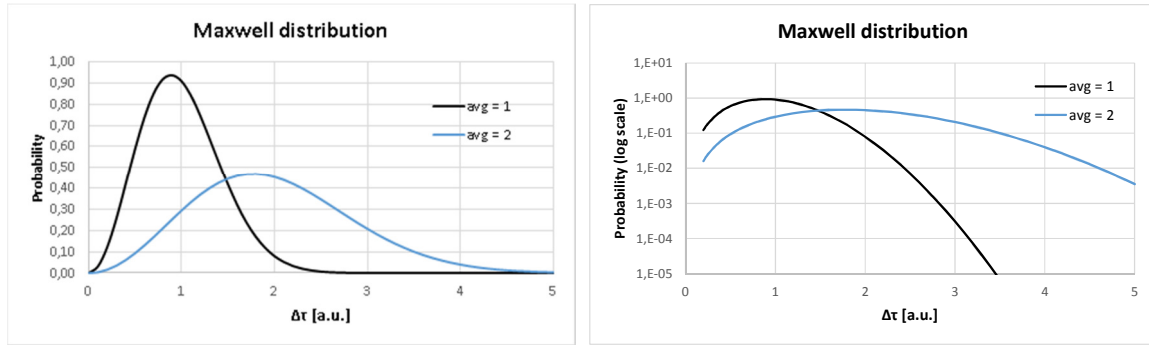 Maxwell distribution
1,00
0,90
0,80
0,70
0,60
0,50
0,40
0,30
0,20
0,10
0,00
Probability
avg = 1
avg = 2
0 1 2 3 4 5
Δτ [a.u.]
Maxwell distribution
1,E+01
1,E+00
1,E-01
1,E-02
1,E-03
1,E-04
1,E-05
Probability (log scale)
avg = 1
avg = 2
0 1 2 3 4 5
Δτ [a.u.]